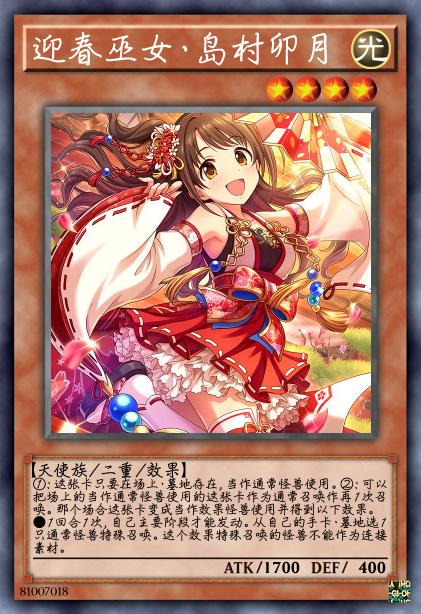 迎春巫女·島村卯月
光
【天使族/二重/効果】
①:这张卡只要在场上·墓地存在,当作通常怪兽使用。②:可以
把场上的当作通常怪兽使用的这张卡作为通常召唤作再1次召
唤。那个场合这张卡变成当作效果怪兽使用并得到以下效果。
●1回合1次,自己主要阶段才能发动。从自己的手卡·墓地选1
只通常怪兽特殊召唤。这个效果特殊召唤的怪兽不能作为连接
素材。
ATK/1700 DEF/ 400
81007018